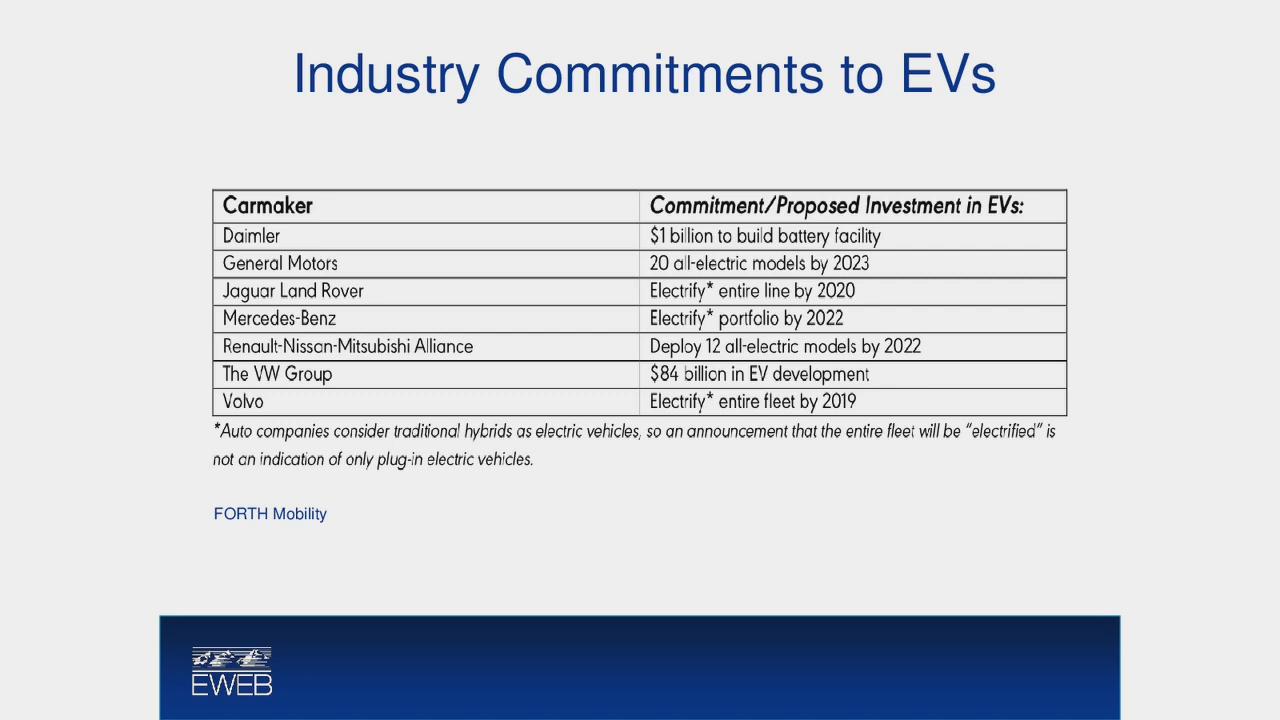 Industry Commitments to EVs
Carmaker Commitment/Proposed Investment in EVs:
Daimler $1 billion to build battery facility
General Motors 20 all-electric models by 2023
Jaguar Land Rover Electrify* entire line by 2020
Mercedes-Benz Electrify* portfolio by 2022
Renault-Nissan-Mitsubishi Alliance Deploy 12 all-electric models by 2022
The VW Group $84 billion in EV development
Volvo Electrify* entire fleet by 2019
*Auto companies consider traditional hybrids as electric vehicles, so an announcement that the entire fleet will be “electrified” is
not an indication of only plug-in electric vehicles.
FORTH Mobility
EWEB